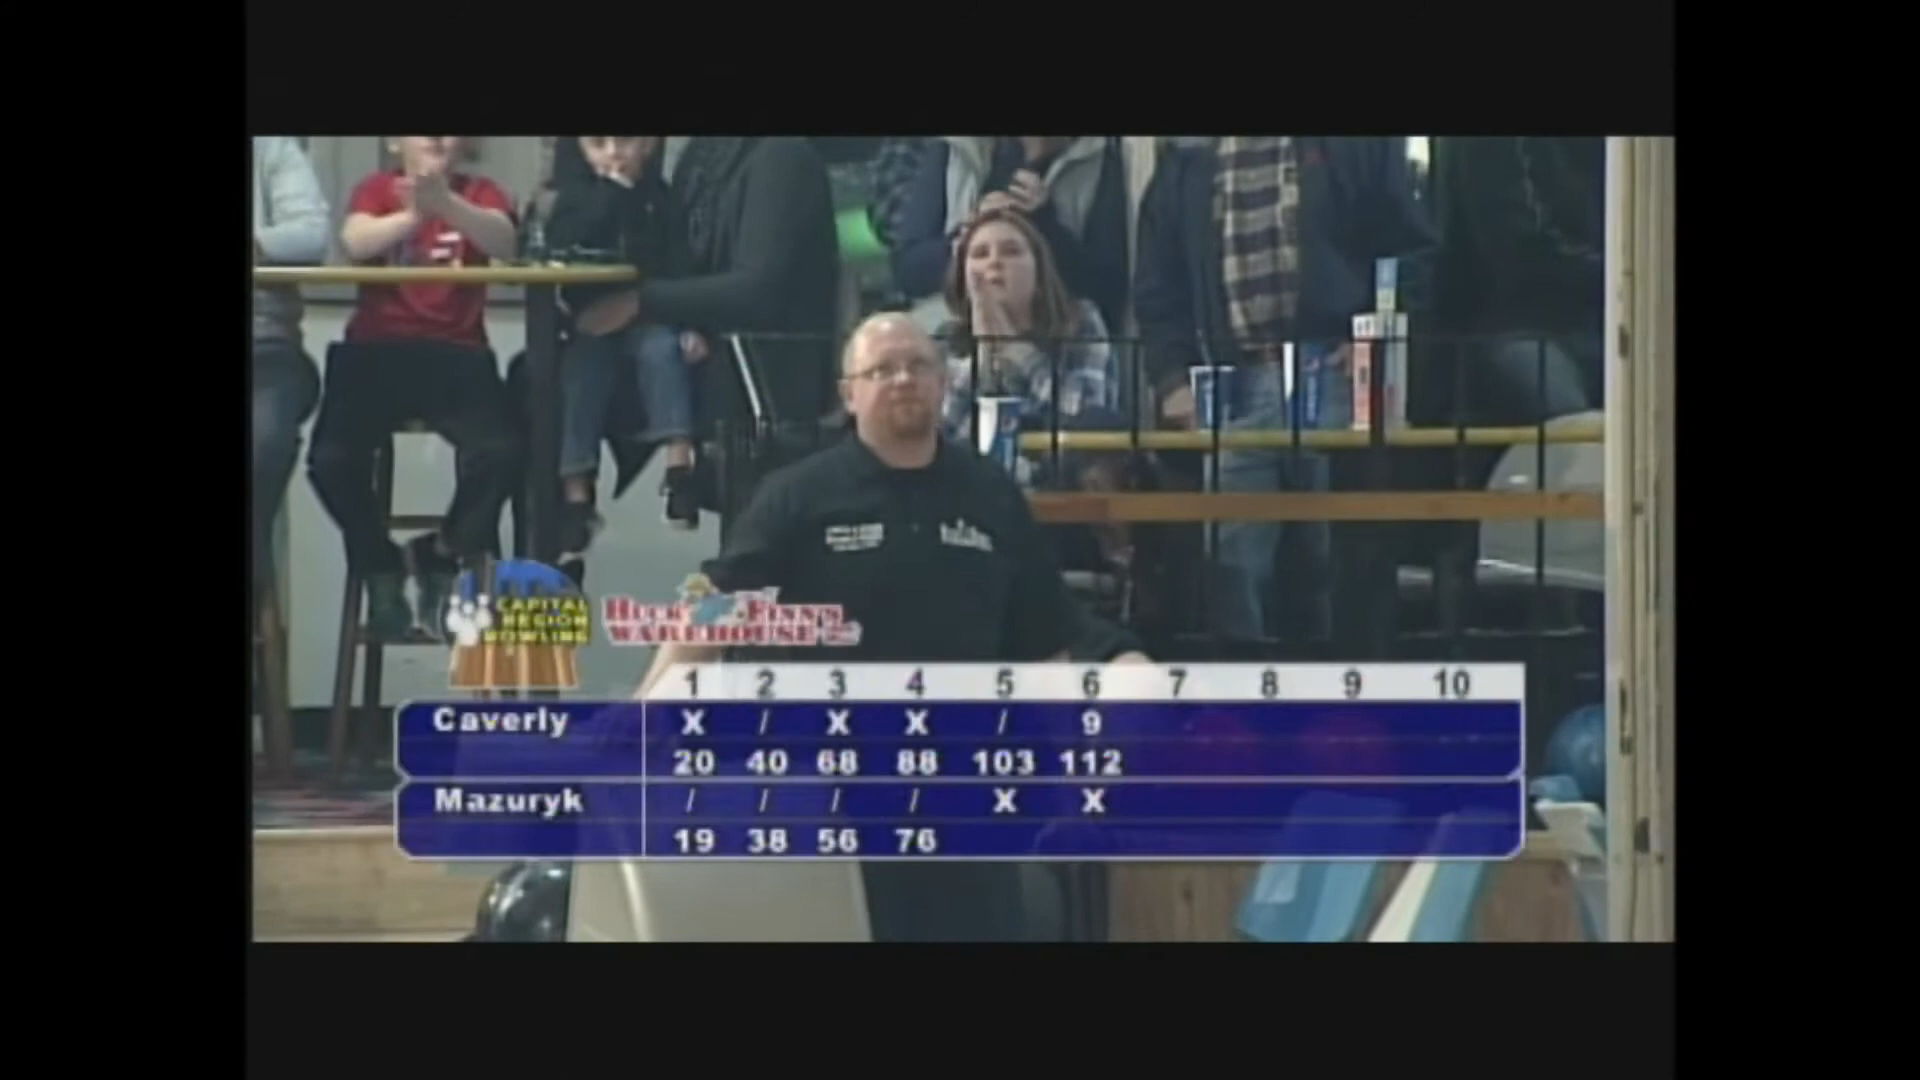 CAPITAL
REGION
BOWLING
HUCK FINN'S
WAREHOUSE
1 2 3 4 5 6 7 8 9 10
Caverly X / X X / 9
20 40 68 88 103 112
Mazuryk / / / / X X
19 38 56 76